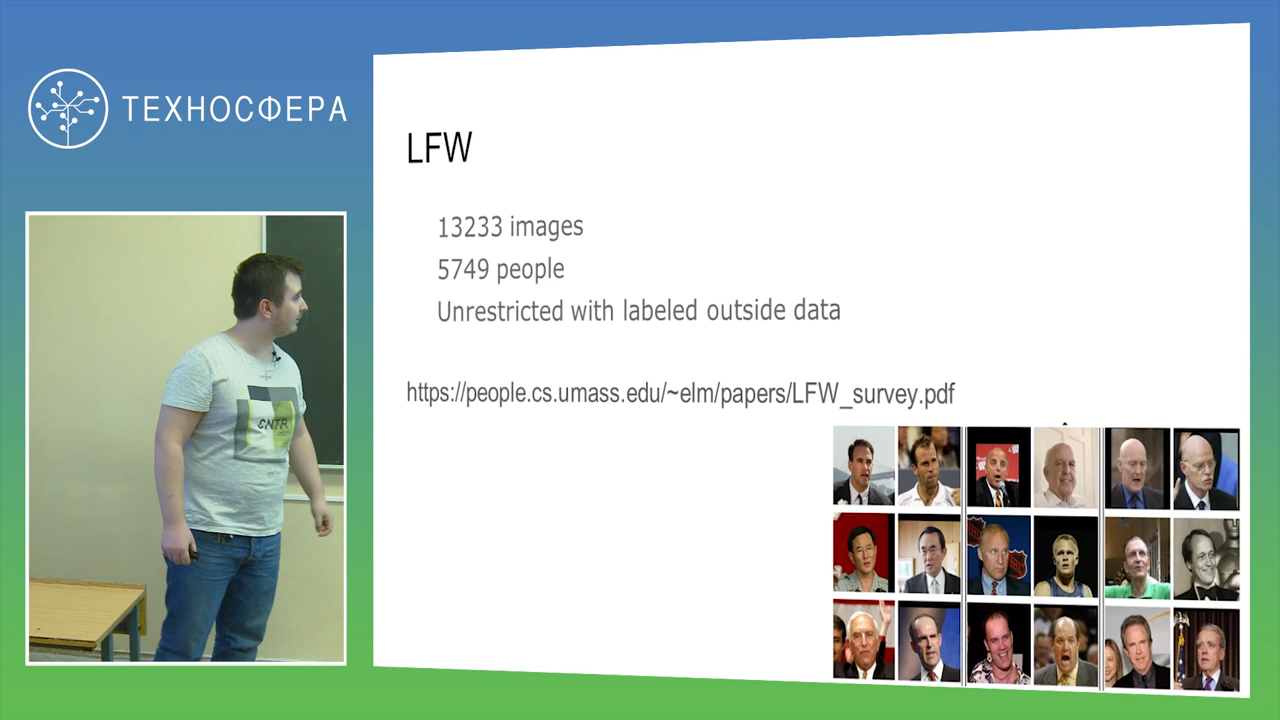 ТЕХНОСФЕРА
LFW
13233 images
5749 people
Unrestricted with labeled outside data
https://people.cs.umass.edu/~elm/papers/LFW_survey.pdf
SNTR